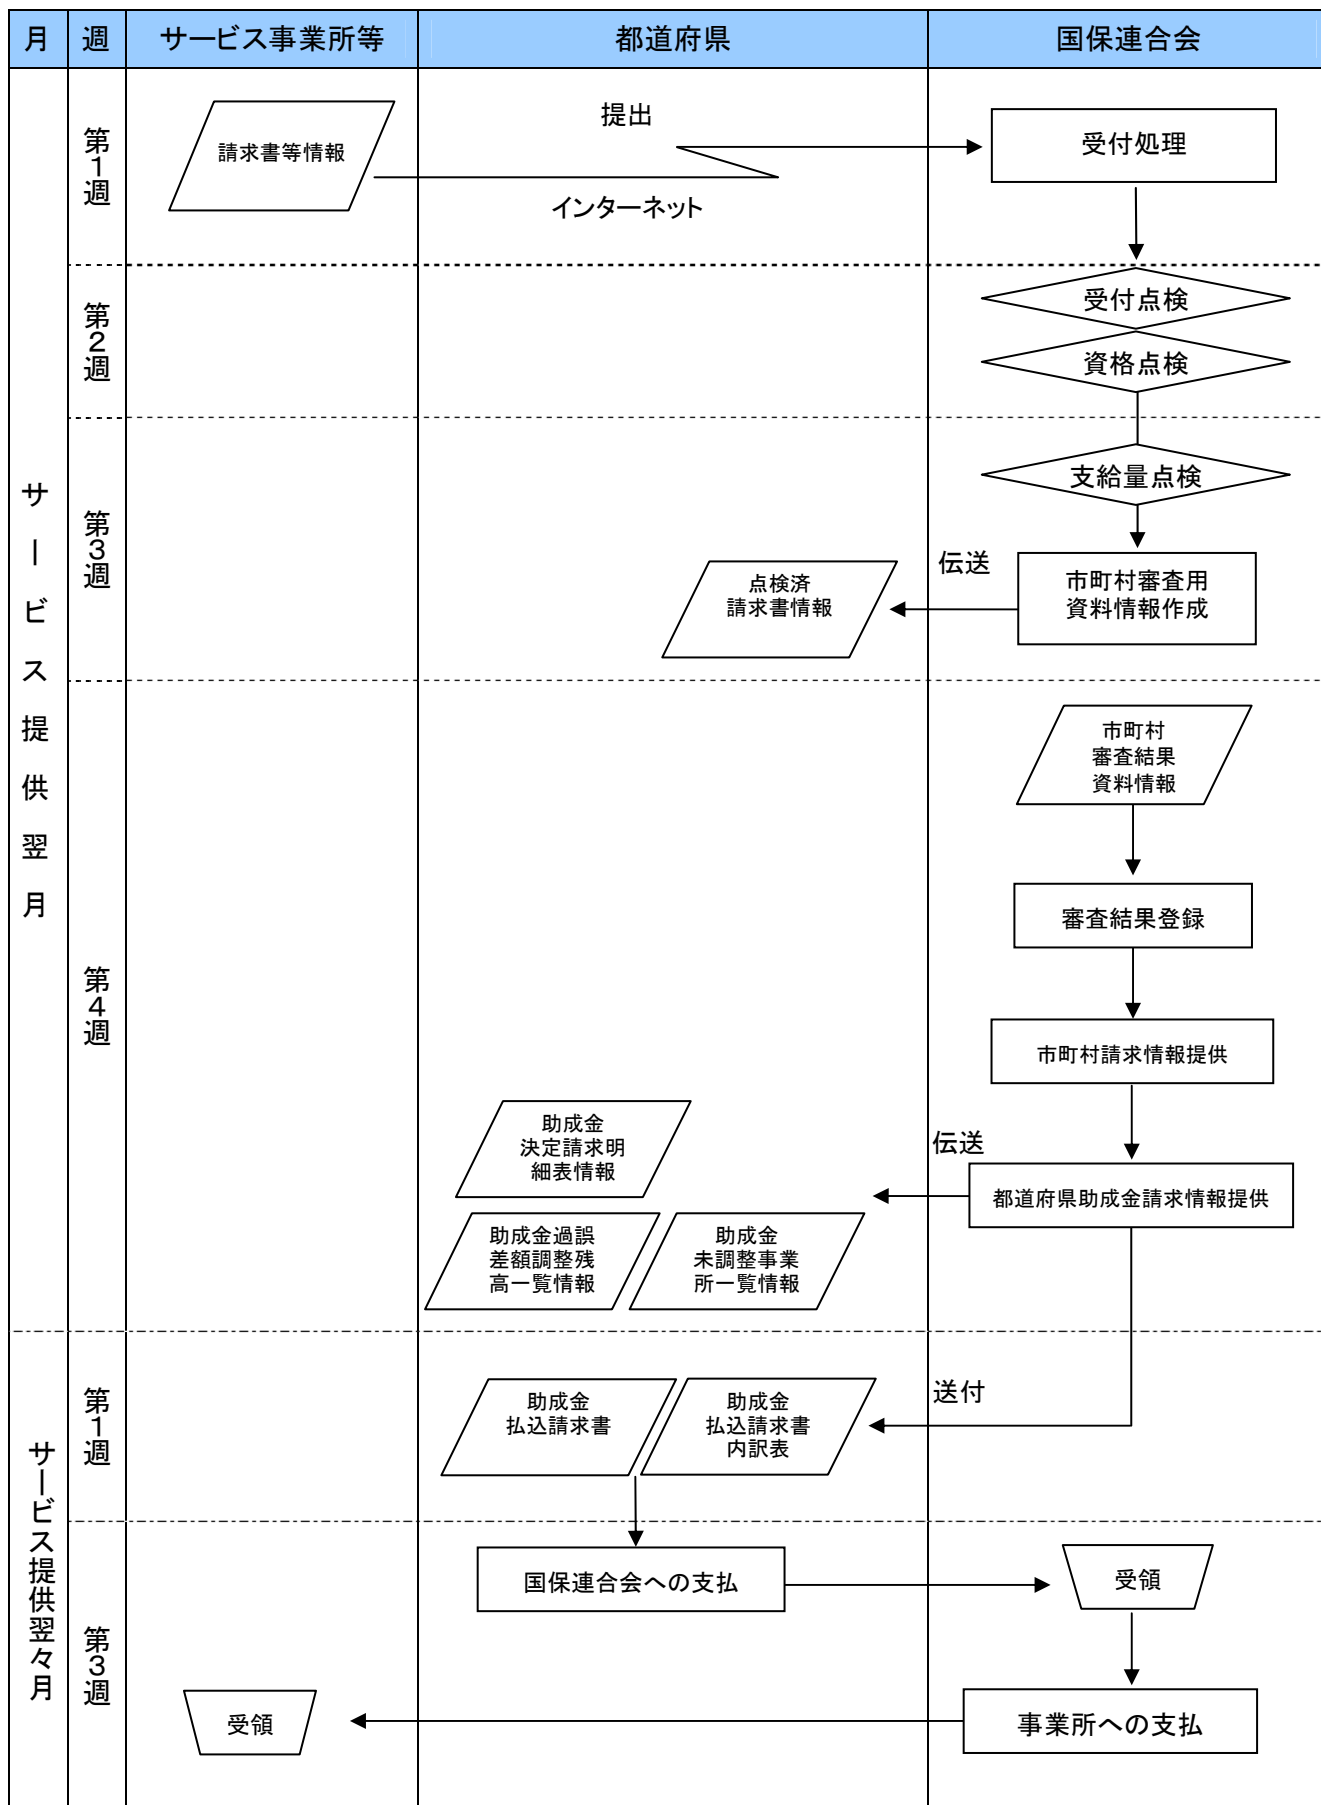 月
週
サービス事業所等
都道府県
国保連合会
サービス提供翌月
第1週
請求書等情報
提出
インターネット
受付処理
第2週
受付点検
資格点検
第3週
支給量点検
市町村審査用
資料情報作成
伝送
点検済
請求書情報
第4週
市町村
審査結果
資料情報
審査結果登録
市町村請求情報提供
都道府県助成金請求情報提供
伝送
助成金
決定請求明
細表情報
助成金過誤
差額調整残
高一覧情報
助成金
未調整事業
所一覧情報
サービス提供翌々月
第1週
送付
助成金
払込請求書
助成金
払込請求書
内訳表
第3週
国保連合会への支払
受領
事業所への支払
受領